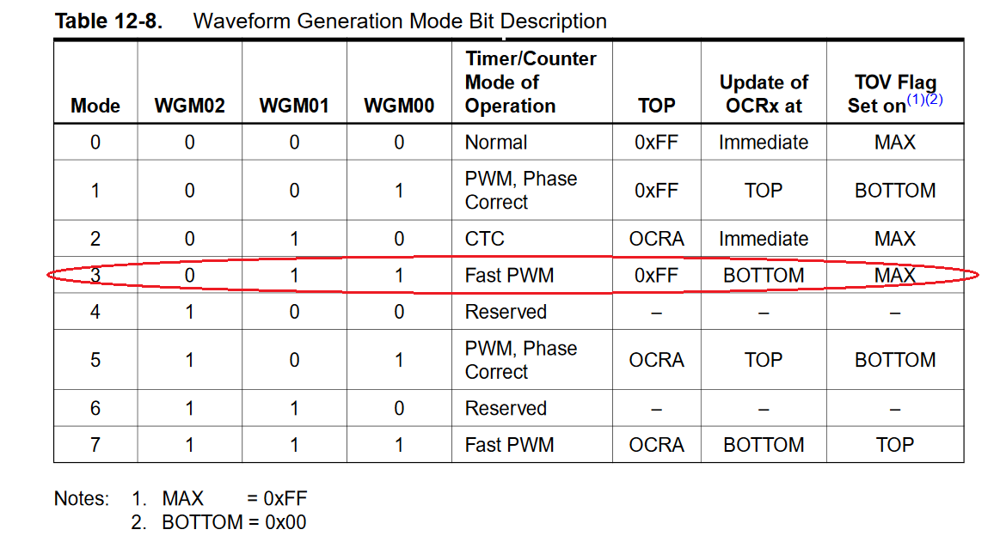 Table 12-8. Waveform Generation Mode Bit Description
Mode WGM02 WGM01 WGM00 Timer/Counter Mode of Operation TOP Update of OCRx at TOV Flag Set on(1)(2)
0 0 0 0 Normal 0xFF Immediate MAX
1 0 0 1 PWM, Phase Correct 0xFF TOP BOTTOM
2 0 1 0 CTC OCRA Immediate MAX
3 0 1 1 Fast PWM 0xFF BOTTOM MAX
4 1 0 0 Reserved – – –
5 1 0 1 PWM, Phase Correct OCRA TOP BOTTOM
6 1 1 0 Reserved – – –
7 1 1 1 Fast PWM OCRA BOTTOM TOP
Notes: 1. MAX = 0xFF
2. BOTTOM = 0x00